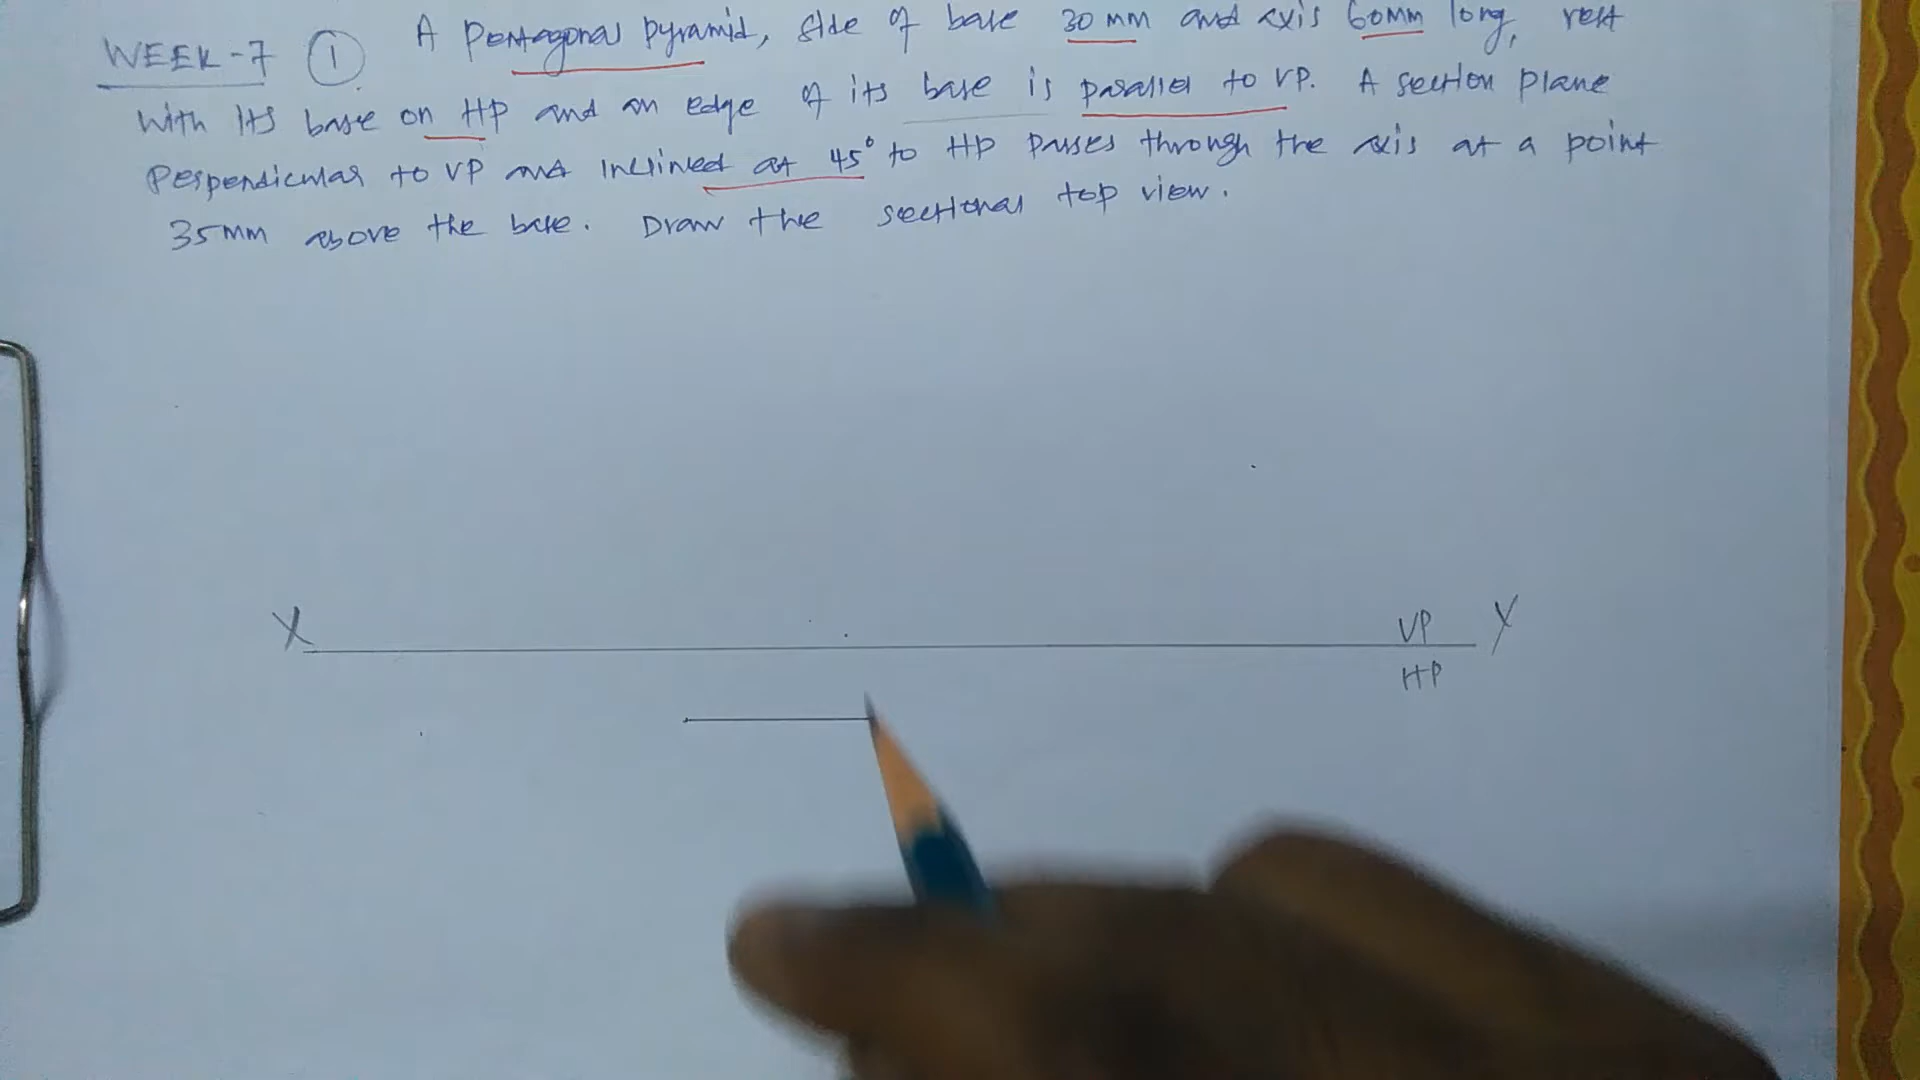 WEEK-7 ① A Pentagonal pyramid, side of base 30 mm and axis 60mm long, rest
with its base on HP and an edge of its base is parallel to VP. A section plane
Perpendicular to VP and inclined at 45° to HP passes through the axis at a point
35mm above the base. Draw the sectional top view.
X VP Y
HP